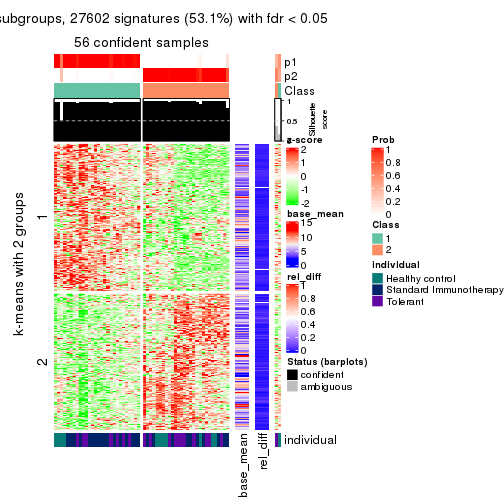 subgroups, 27602 signatures (53.1%) with fdr < 0.05
56 confident samples
p1
p2
Class
1
0.5
0
Silhouette
score
k-means with 2 groups
1
2
z-score
2
1
0
-1
-2
base_mean
15
10
5
0
rel_diff
1
0.8
0.6
0.4
0.2
0
Status (barplots)
confident
ambiguous
Prob
1
0.8
0.6
0.4
0.2
0
Class
1
2
individual
Healthy control
Standard Immunotherapy
Tolerant
individual
base_mean
rel_diff